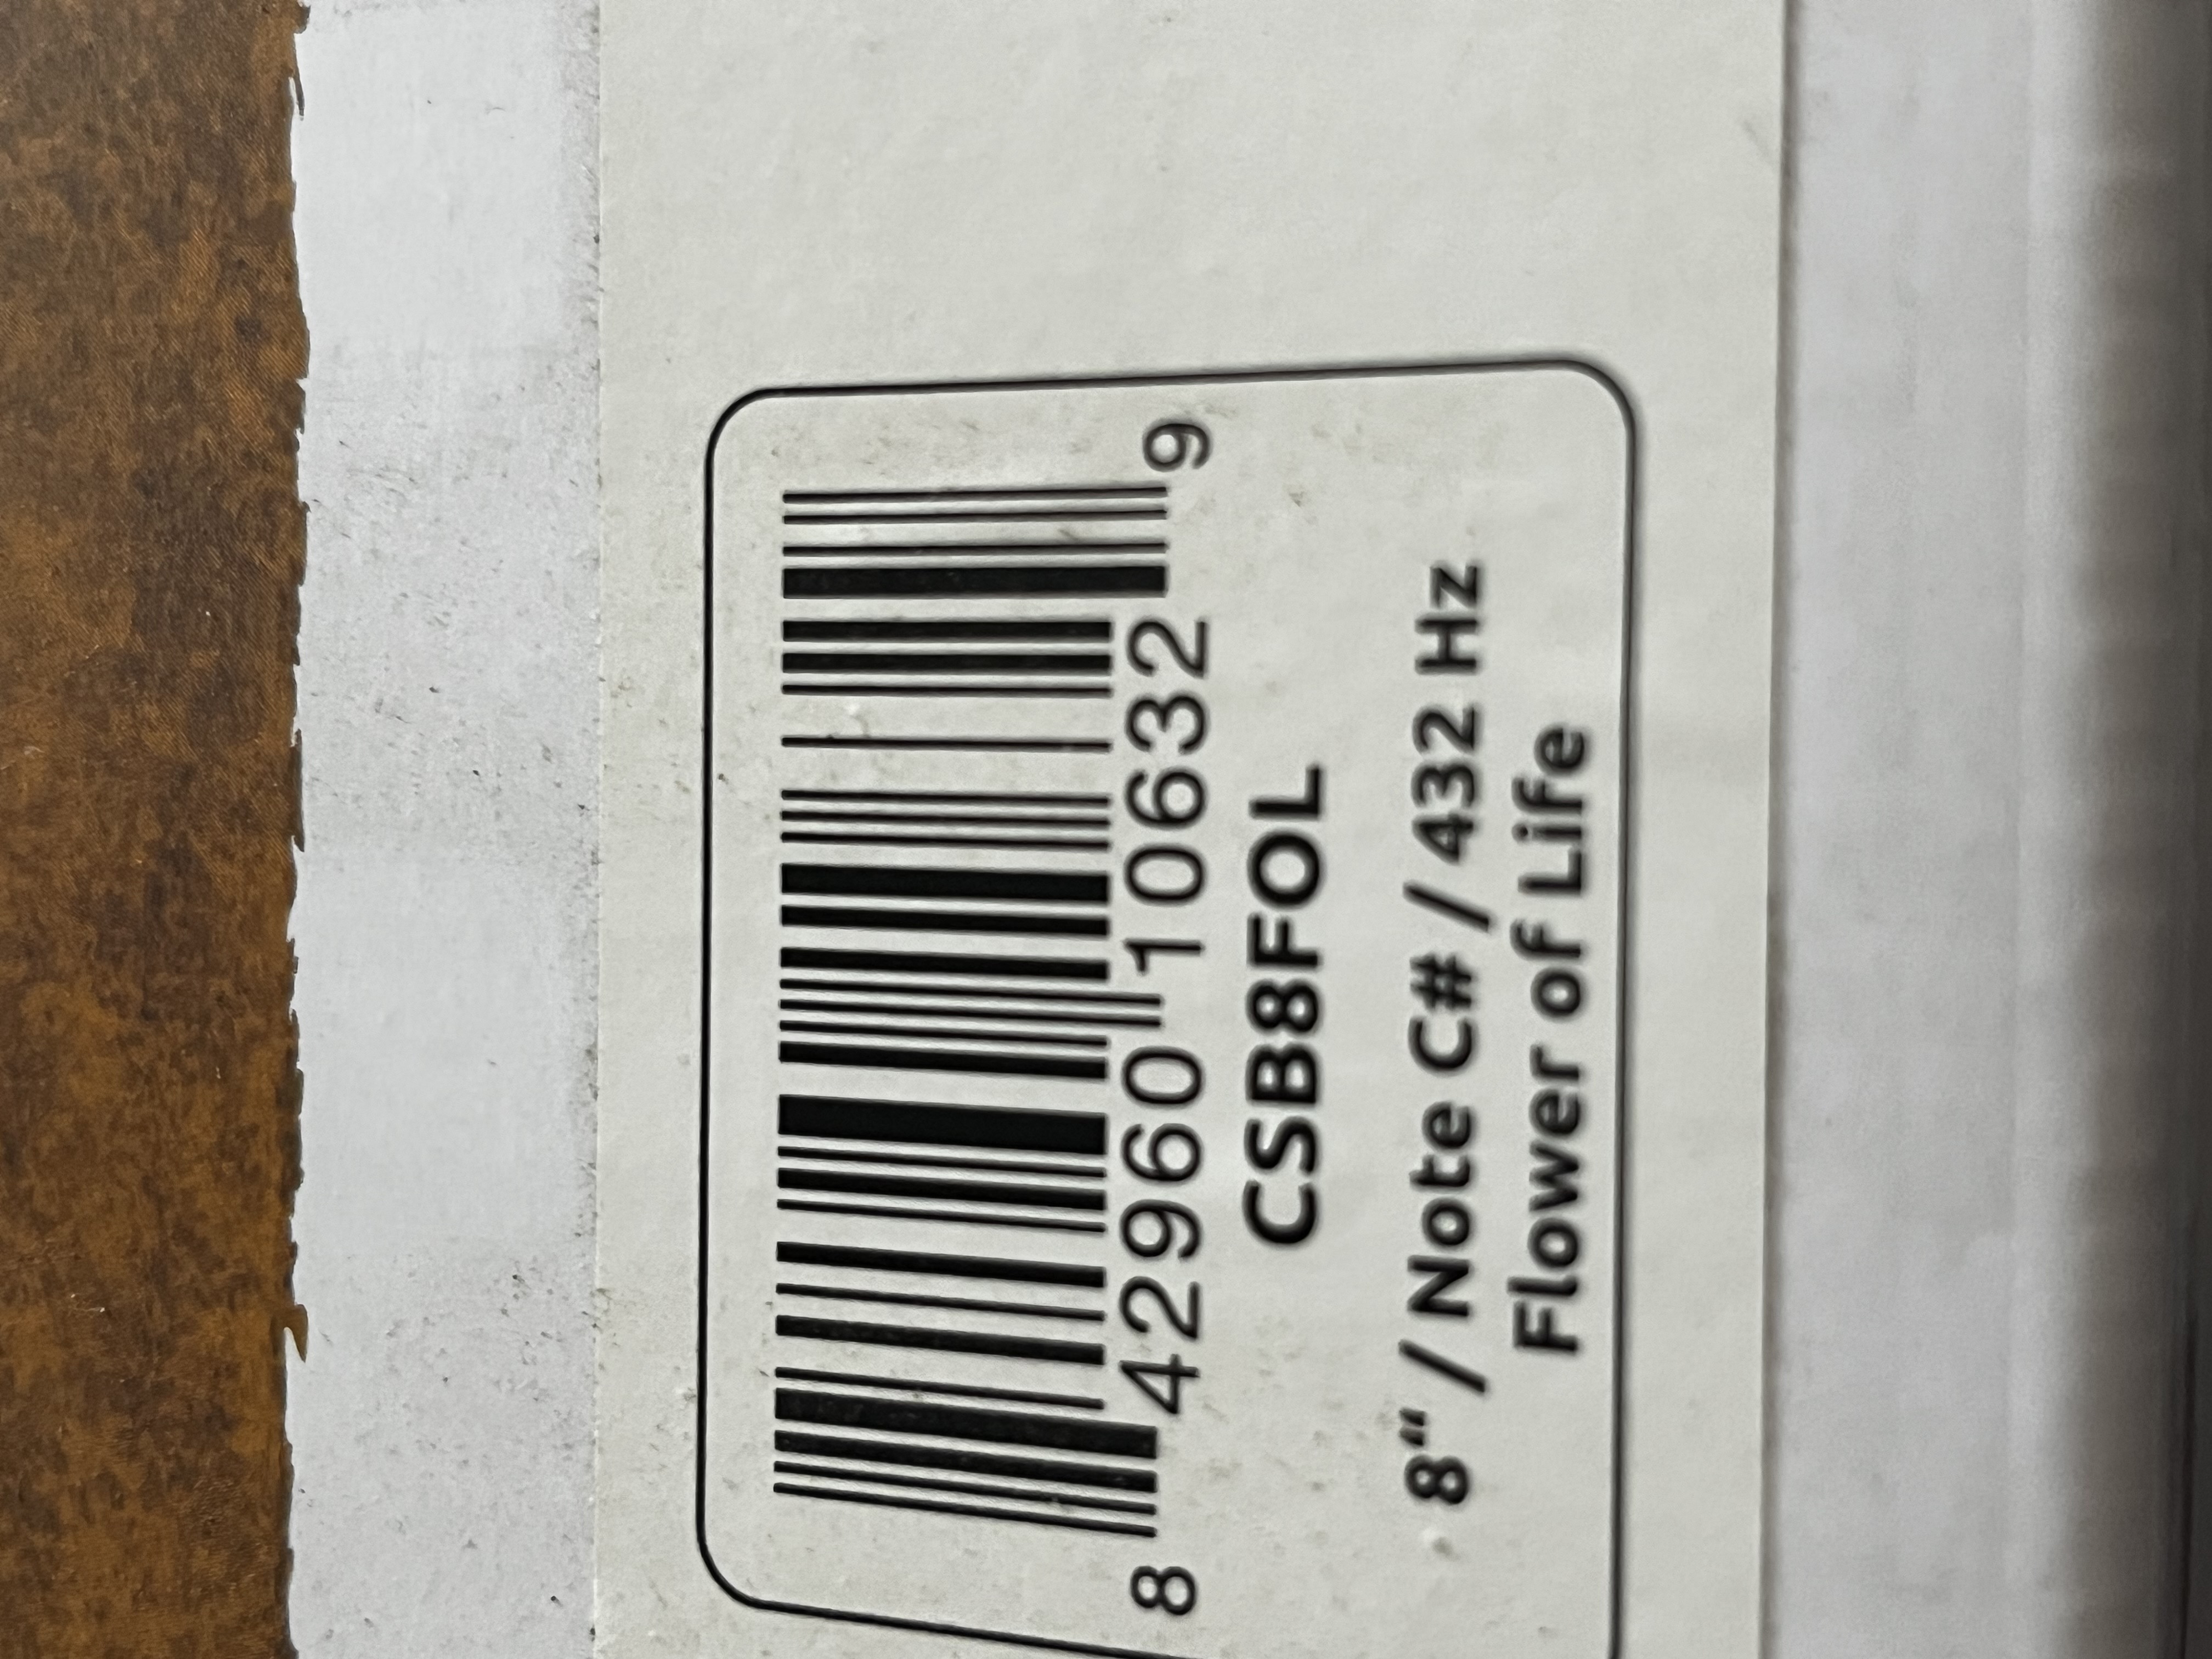 8 42960 10632 9
CSB8FOL
8“ / Note C# / 432 Hz
Flower of Life